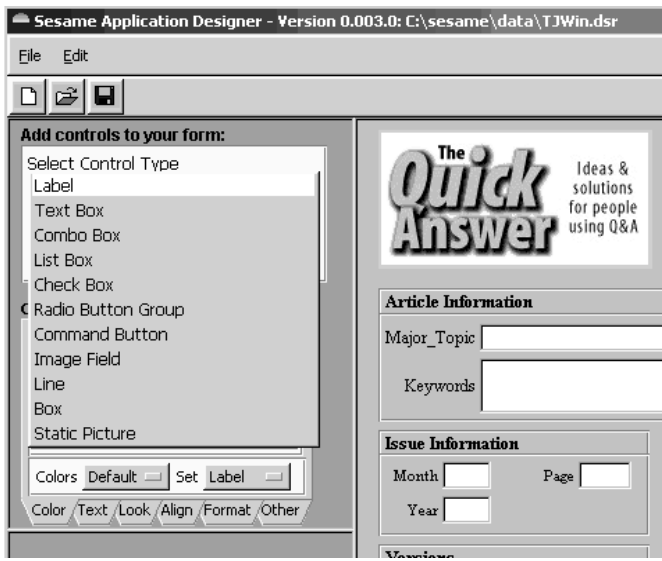 Sesame Application Designer - Version 0.003.0: C:\sesame\data\TJWin.dsr
File Edit
Add controls to your form:
Select Control Type
Label
Text Box
Combo Box
List Box
Check Box
Radio Button Group
Command Button
Image Field
Line
Box
Static Picture
Colors Default Set Label
Color Text Look Align Format Other
The
Quick
Answer
Ideas &
solutions
for people
using Q&A
Article Information
Major_Topic
Keywords
Issue Information
Month Page
Year
Versions